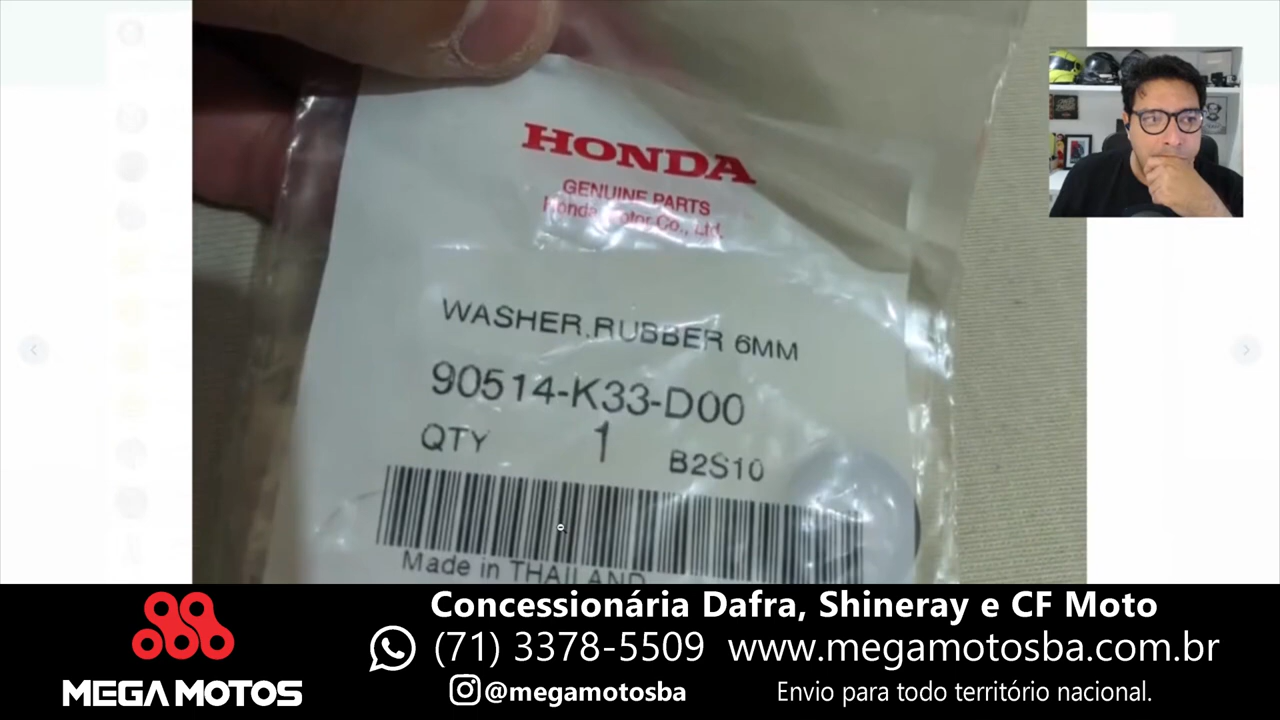 HONDA
GENUINE PARTS
Honda Motor Co., Ltd.
WASHER,RUBBER 6MM
90514-K33-D00
QTY 1 B2S10
Made in THAILAND
Concessionária Dafra, Shineray e CF Moto
(71) 3378-5509 www.megamotosba.com.br
MEGA MOTOS
@megamotosba Envio para todo território nacional.